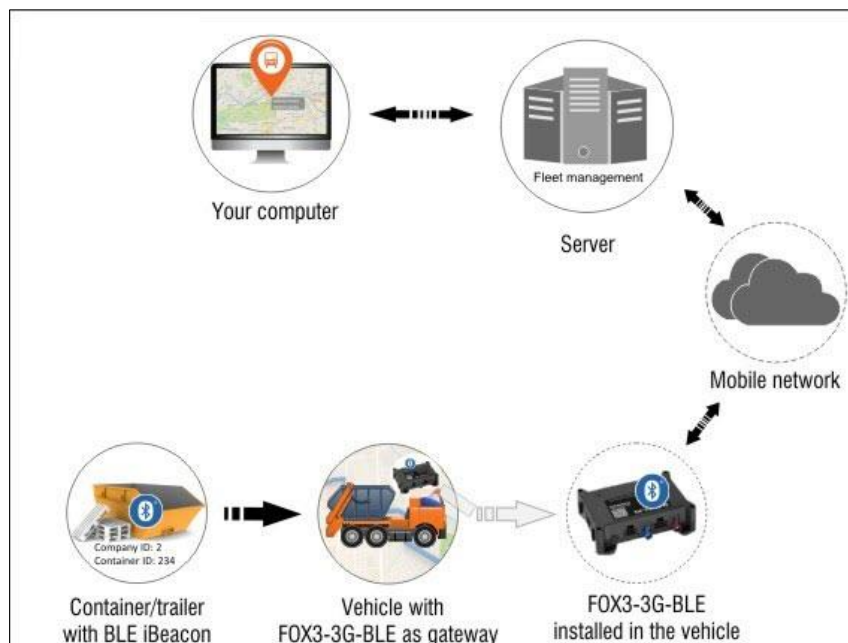 Fleet management
Your computer
Server
Mobile network
Company ID: 2
Container ID: 234
Container/trailer
with BLE iBeacon
Vehicle with
FOX3-3G-BLE as gateway
FOX3-3G-BLE
installed in the vehicle